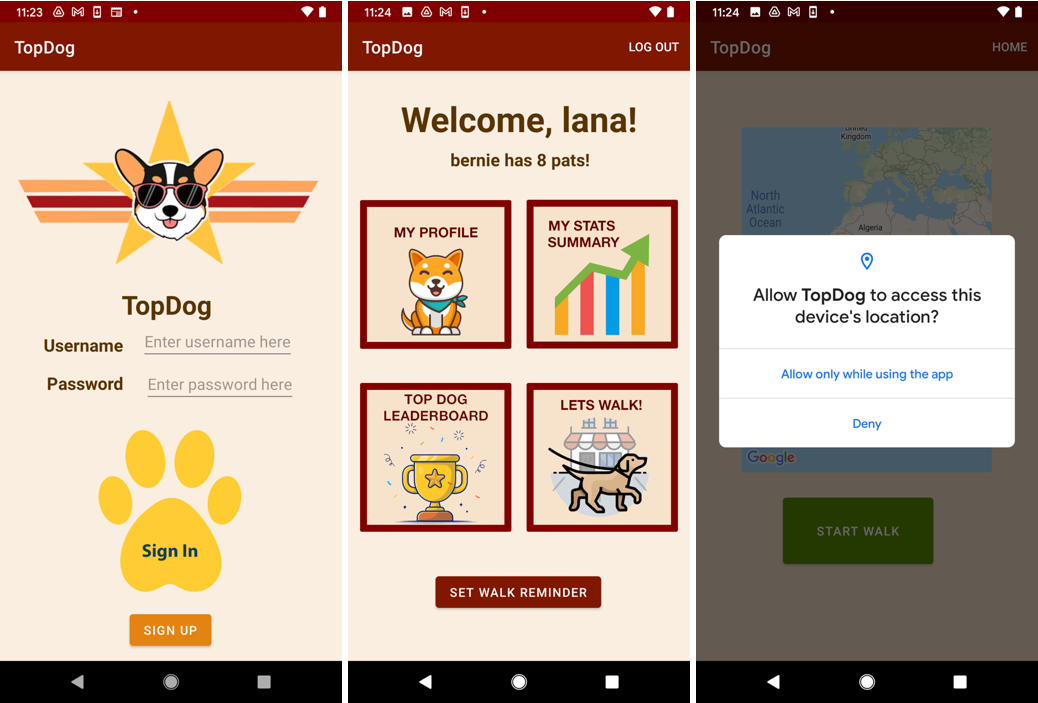 11:23
TopDog
TopDog
Username
Enter username here
Password
Enter password here
Sign In
SIGN UP
11:24
TopDog
LOG OUT
Welcome, lana!
bernie has 8 pats!
MY PROFILE
MY STATS
SUMMARY
TOP DOG
LEADERBOARD
LETS WALK!
SET WALK REMINDER
11:24
TopDog
HOME
United
Kingdom
North
Atlantic
Ocean
Algeria
Allow TopDog to access this
device's location?
Allow only while using the app
Deny
Google
START WALK